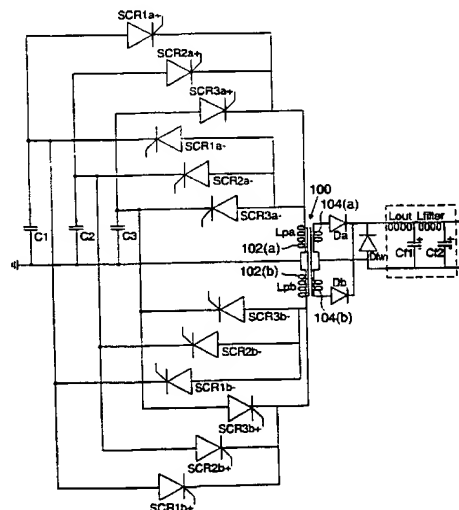 SCR1a+
SCR2a+
SCR3a+
SCR1a-
SCR2a-
SCR3a-
100
104(a)
Lpa
102(a)
Da
Lout Lfilter
C1
C2
C3
Dfw
Cf1
Cf2
102(b)
Lpb
Db
104(b)
SCR3b-
SCR2b-
SCR1b-
SCR3b+
SCR2b+
SCR1b+